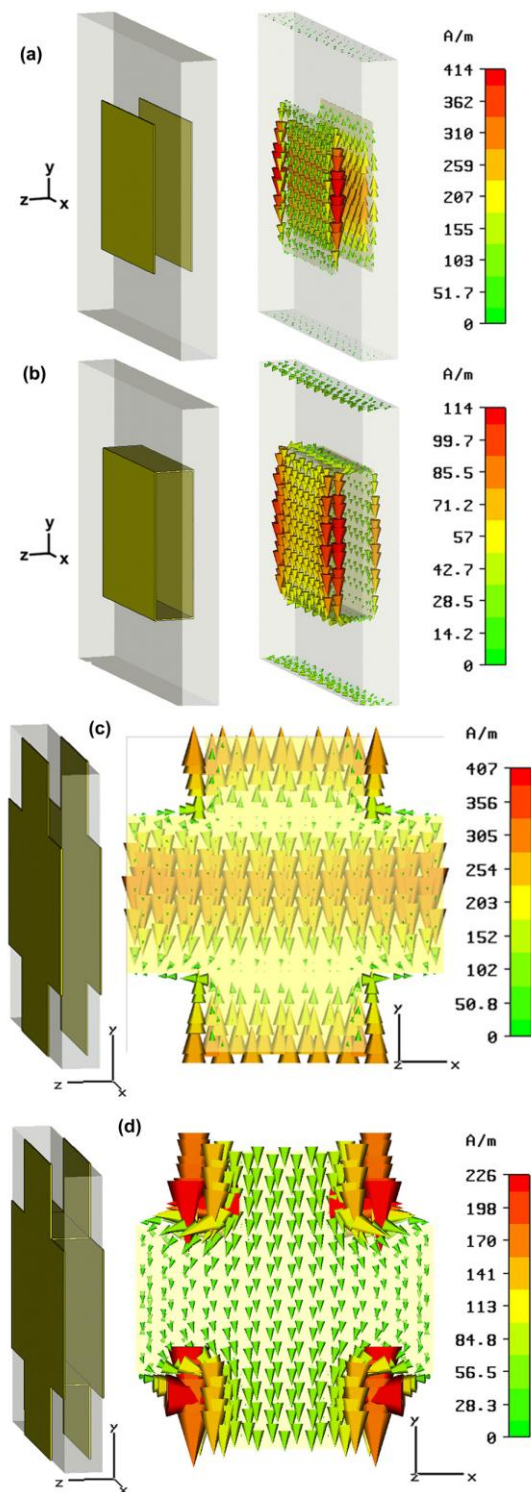 (a)
A/m
414
362
310
259
207
155
103
51.7
0
y
z
x
(b)
A/m
114
99.7
85.5
71.2
57
42.7
28.5
14.2
0
y
z
x
(c)
A/m
407
356
305
254
203
152
102
50.8
0
y
z
x
y
z
x
(d)
A/m
226
198
170
141
113
84.8
56.5
28.3
0
y
z
x
y
z
x